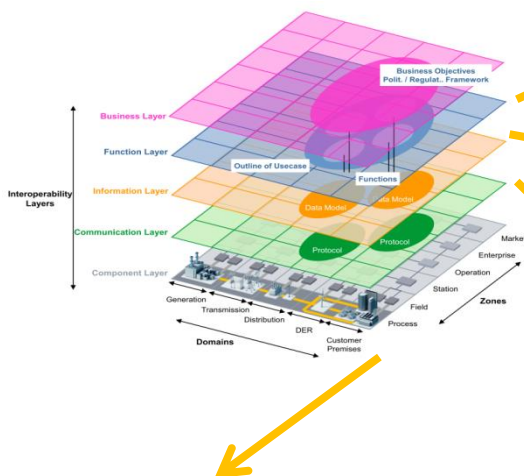 Business Objectives
Polit. / Regulat.. Framework
Business Layer
Function Layer
Outline of Usecase
Functions
Interoperability
Layers
Information Layer
Data Model
Data Model
Communication Layer
Protocol
Protocol
Component Layer
Market
Enterprise
Operation
Station
Field
Process
Zones
Generation
Transmission
Distribution
DER
Customer
Premises
Domains